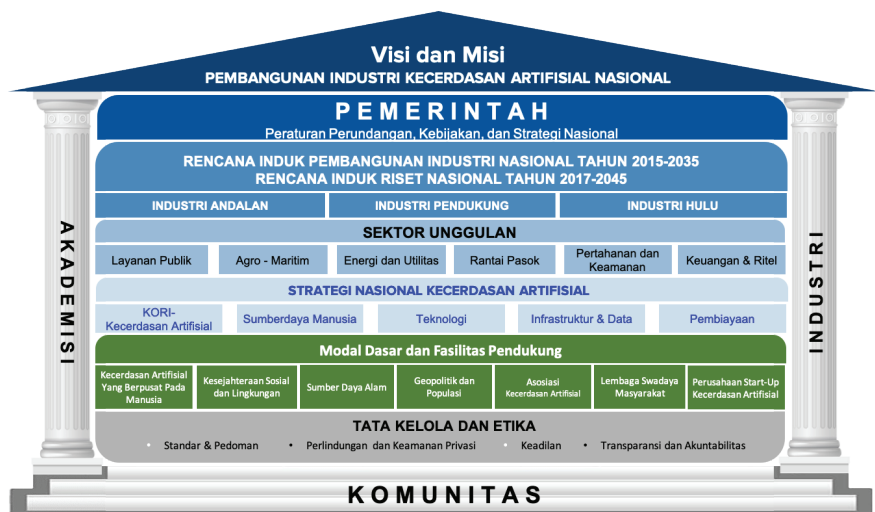 Visi dan Misi
PEMBANGUNAN INDUSTRI KECERDASAN ARTIFISIAL NASIONAL
PEMERINTAH
Peraturan Perundangan, Kebijakan, dan Strategi Nasional
RENCANA INDUK PEMBANGUNAN INDUSTRI NASIONAL TAHUN 2015-2035
RENCANA INDUK RISET NASIONAL TAHUN 2017-2045
INDUSTRI ANDALAN
INDUSTRI PENDUKUNG
INDUSTRI HULU
SEKTOR UNGGULAN
Layanan Publik
Agro - Maritim
Energi dan Utilitas
Rantai Pasok
Pertahanan dan
Keamanan
Keuangan & Ritel
STRATEGI NASIONAL KECERDASAN ARTIFISIAL
KORI-
Kecerdasan Artifisial
Sumberdaya Manusia
Teknologi
Infrastruktur & Data
Pembiayaan
Modal Dasar dan Fasilitas Pendukung
Kecerdasan Artifisial
Yang Berpusat Pada
Manusia
Kesejahteraan Sosial
dan Lingkungan
Sumber Daya Alam
Geopolitik dan
Populasi
Asosiasi
Kecerdasan Artifisial
Lembaga Swadaya
Masyarakat
Perusahaan Start-Up
Kecerdasan Artifisial
TATA KELOLA DAN ETIKA
• Standar & Pedoman
• Perlindungan dan Keamanan Privasi
• Keadilan
• Transparansi dan Akuntabilitas
AKADEMISI
INDUSTRI
KOMUNITAS